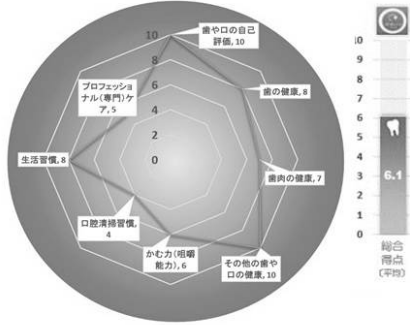 歯や口の自己
評価, 10
歯の健康, 8
歯肉の健康, 7
その他の歯や
口の健康, 10
かむ力(咀嚼
能力), 6
口腔清掃習慣,
4
生活習慣, 8
プロフェッショ
ナル(専門)ケ
ア, 5
10
8
6
4
2
0
10
9
8
7
6
5
4
3
2
1
0
6.1
総合
得点
(平均)